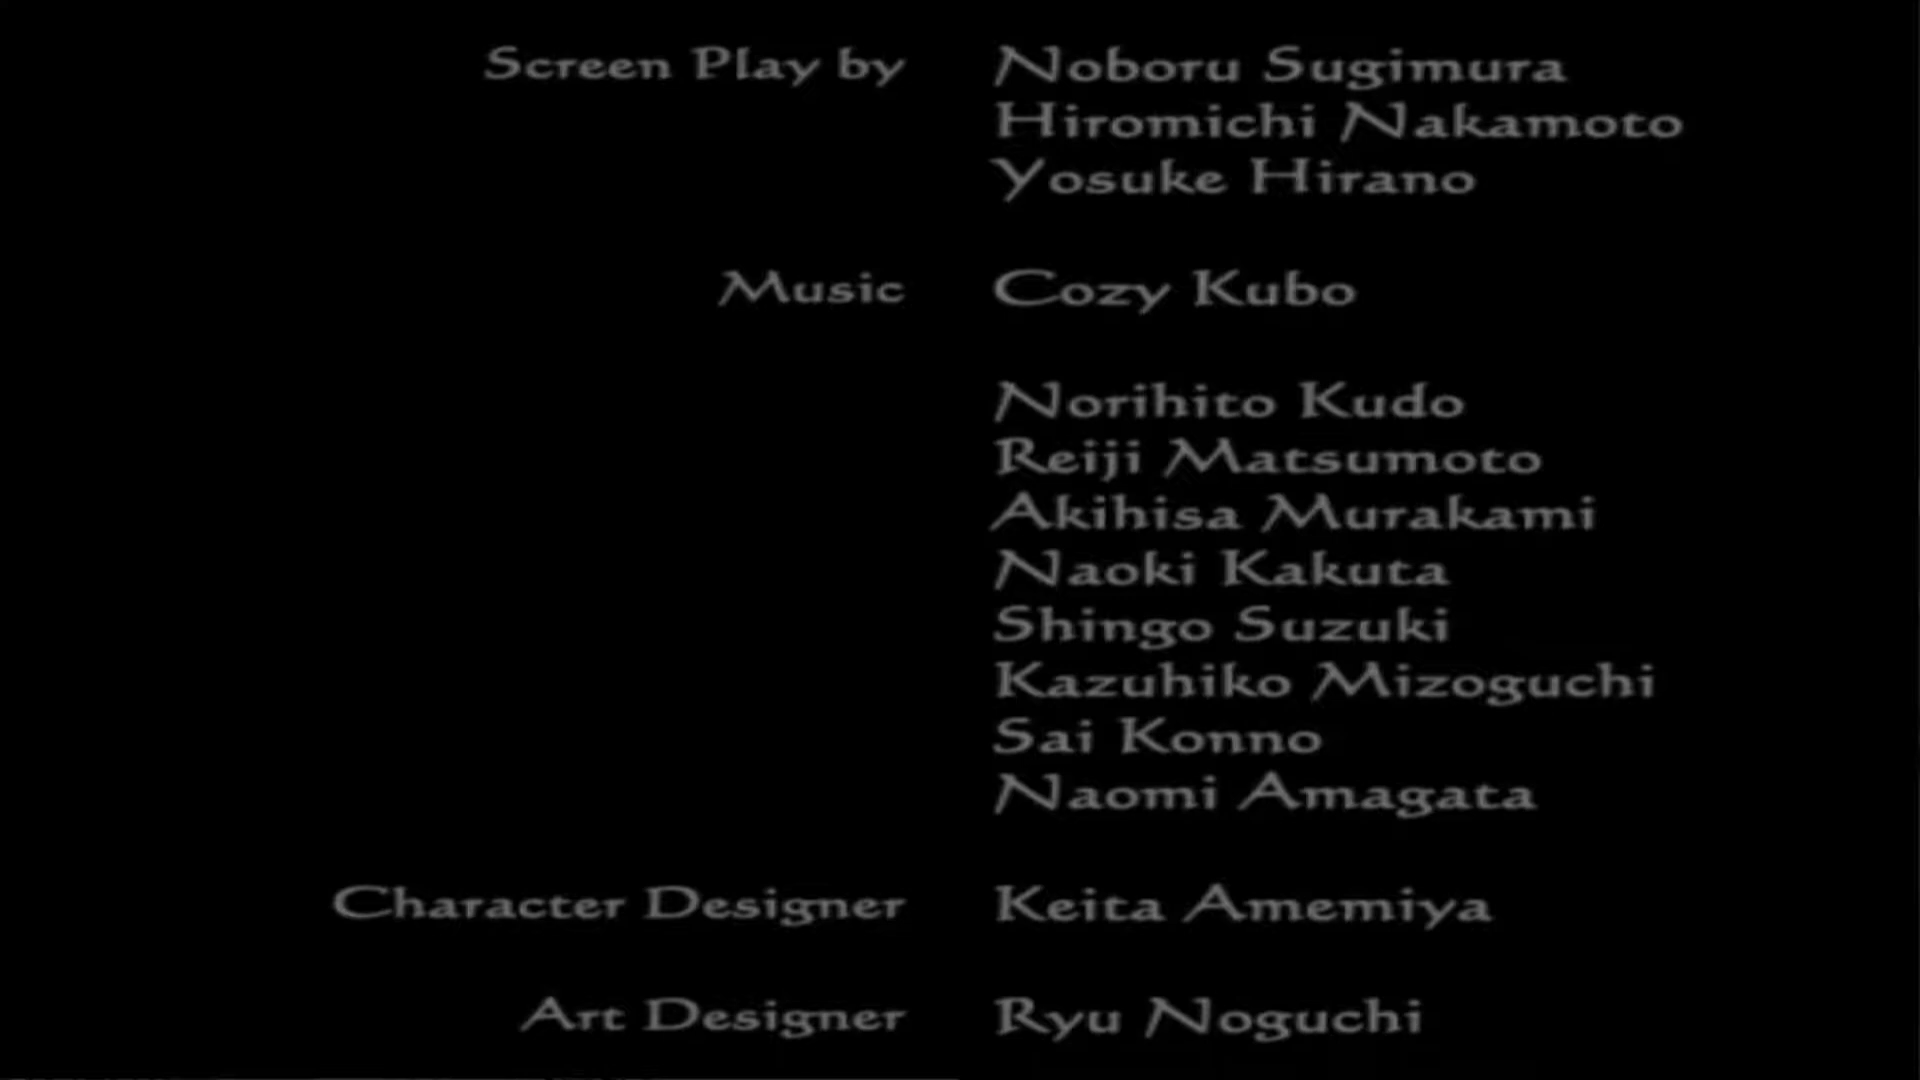 Screen Play by Noboru Sugimura
Hiromichi Nakamoto
Yosuke Hirano
Music Cozy Kubo
Norihito Kudo
Reiji Matsumoto
Akihisa Murakami
Naoki Kakuta
Shingo Suzuki
Kazuhiko Mizoguchi
Sai Konno
Naomi Amagata
Character Designer Keita Amemiya
Art Designer Ryu Noguchi